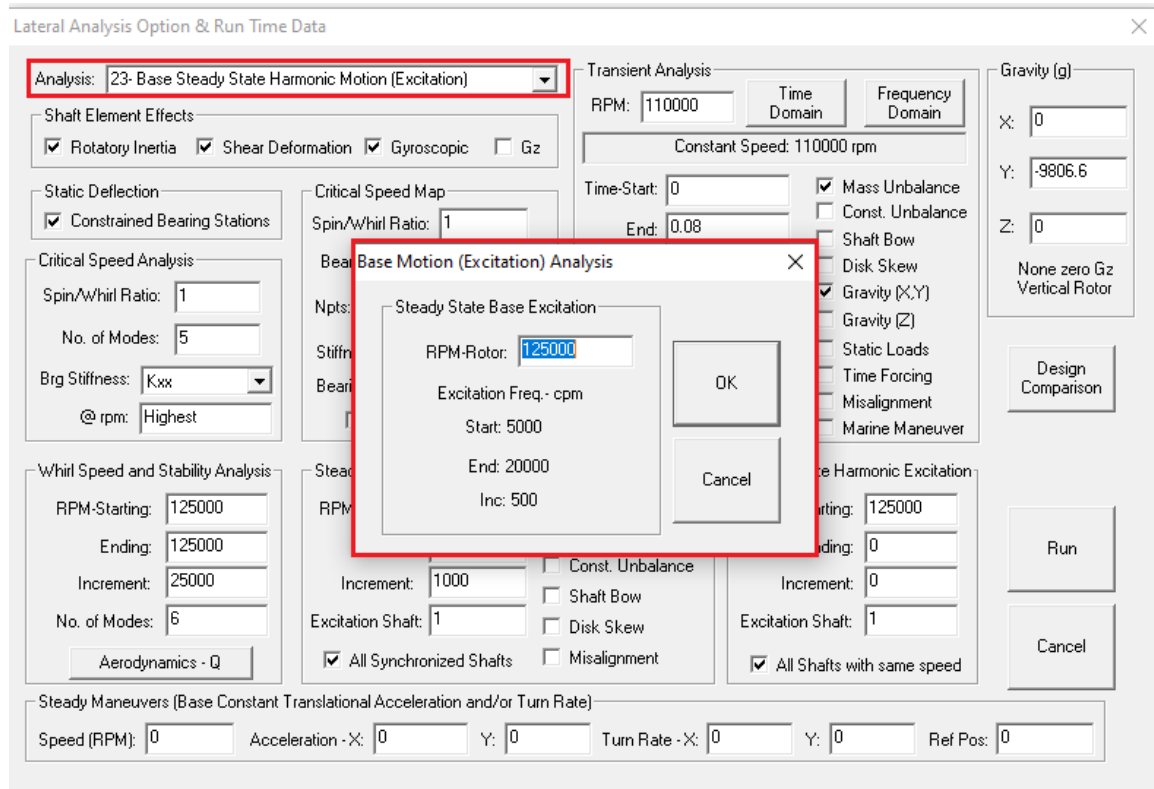 Lateral Analysis Option & Run Time Data
Analysis: 23- Base Steady State Harmonic Motion (Excitation)
Shaft Element Effects
Rotatory Inertia Shear Deformation Gyroscopic Gz
Static Deflection
Constrained Bearing Stations
Critical Speed Analysis
Spin/Whirl Ratio: 1
No. of Modes: 5
Brg Stiffness: Kxx
@ rpm: Highest
Critical Speed Map
Spin/Whirl Ratio: 1
Npts:
Transient Analysis
RPM: 110000
Time
Domain
Frequency
Domain
Constant Speed: 110000 rpm
Time-Start: 0
End: 0.08
Mass Unbalance
Const. Unbalance
Shaft Bow
Disk Skew
Gravity (X,Y)
Gravity (Z)
Static Loads
Time Forcing
Misalignment
Marine Maneuver
Gravity (g)
X: 0
Y: -9806.6
Z: 0
None zero Gz
Vertical Rotor
Design
Comparison
Base Motion (Excitation) Analysis
Steady State Base Excitation
RPM-Rotor: 125000
Excitation Freq.- cpm
Start: 5000
End: 20000
Inc: 500
OK
Cancel
Whirl Speed and Stability Analysis
RPM-Starting: 125000
Ending: 125000
Increment: 25000
No. of Modes: 6
Aerodynamics - Q
Increment: 1000
Excitation Shaft: 1
All Synchronized Shafts
Const. Unbalance
Shaft Bow
Disk Skew
Misalignment
Harmonic Excitation
125000
0
Increment: 0
Excitation Shaft: 1
All Shafts with same speed
Run
Cancel
Steady Maneuvers (Base Constant Translational Acceleration and/or Turn Rate)
Speed (RPM): 0 Acceleration - X: 0 Y: 0 Turn Rate - X: 0 Y: 0 Ref Pos: 0